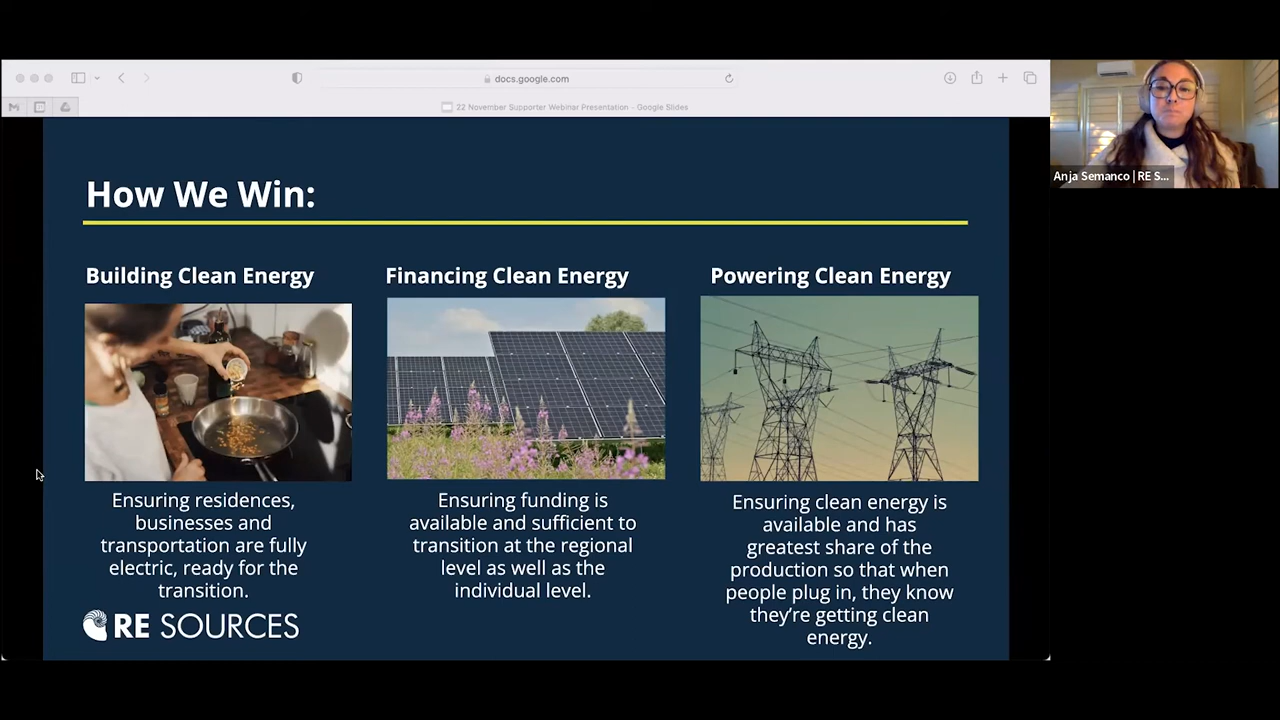 docs.google.com
22 November Supporter Webinar Presentation - Google Slides
Anja Semanco | RE S...
How We Win:
Building Clean Energy
Financing Clean Energy
Powering Clean Energy
Ensuring residences,
businesses and
transportation are fully
electric, ready for the
transition.
Ensuring funding is
available and sufficient to
transition at the regional
level as well as the
individual level.
Ensuring clean energy is
available and has
greatest share of the
production so that when
people plug in, they know
they’re getting clean
energy.
RE SOURCES